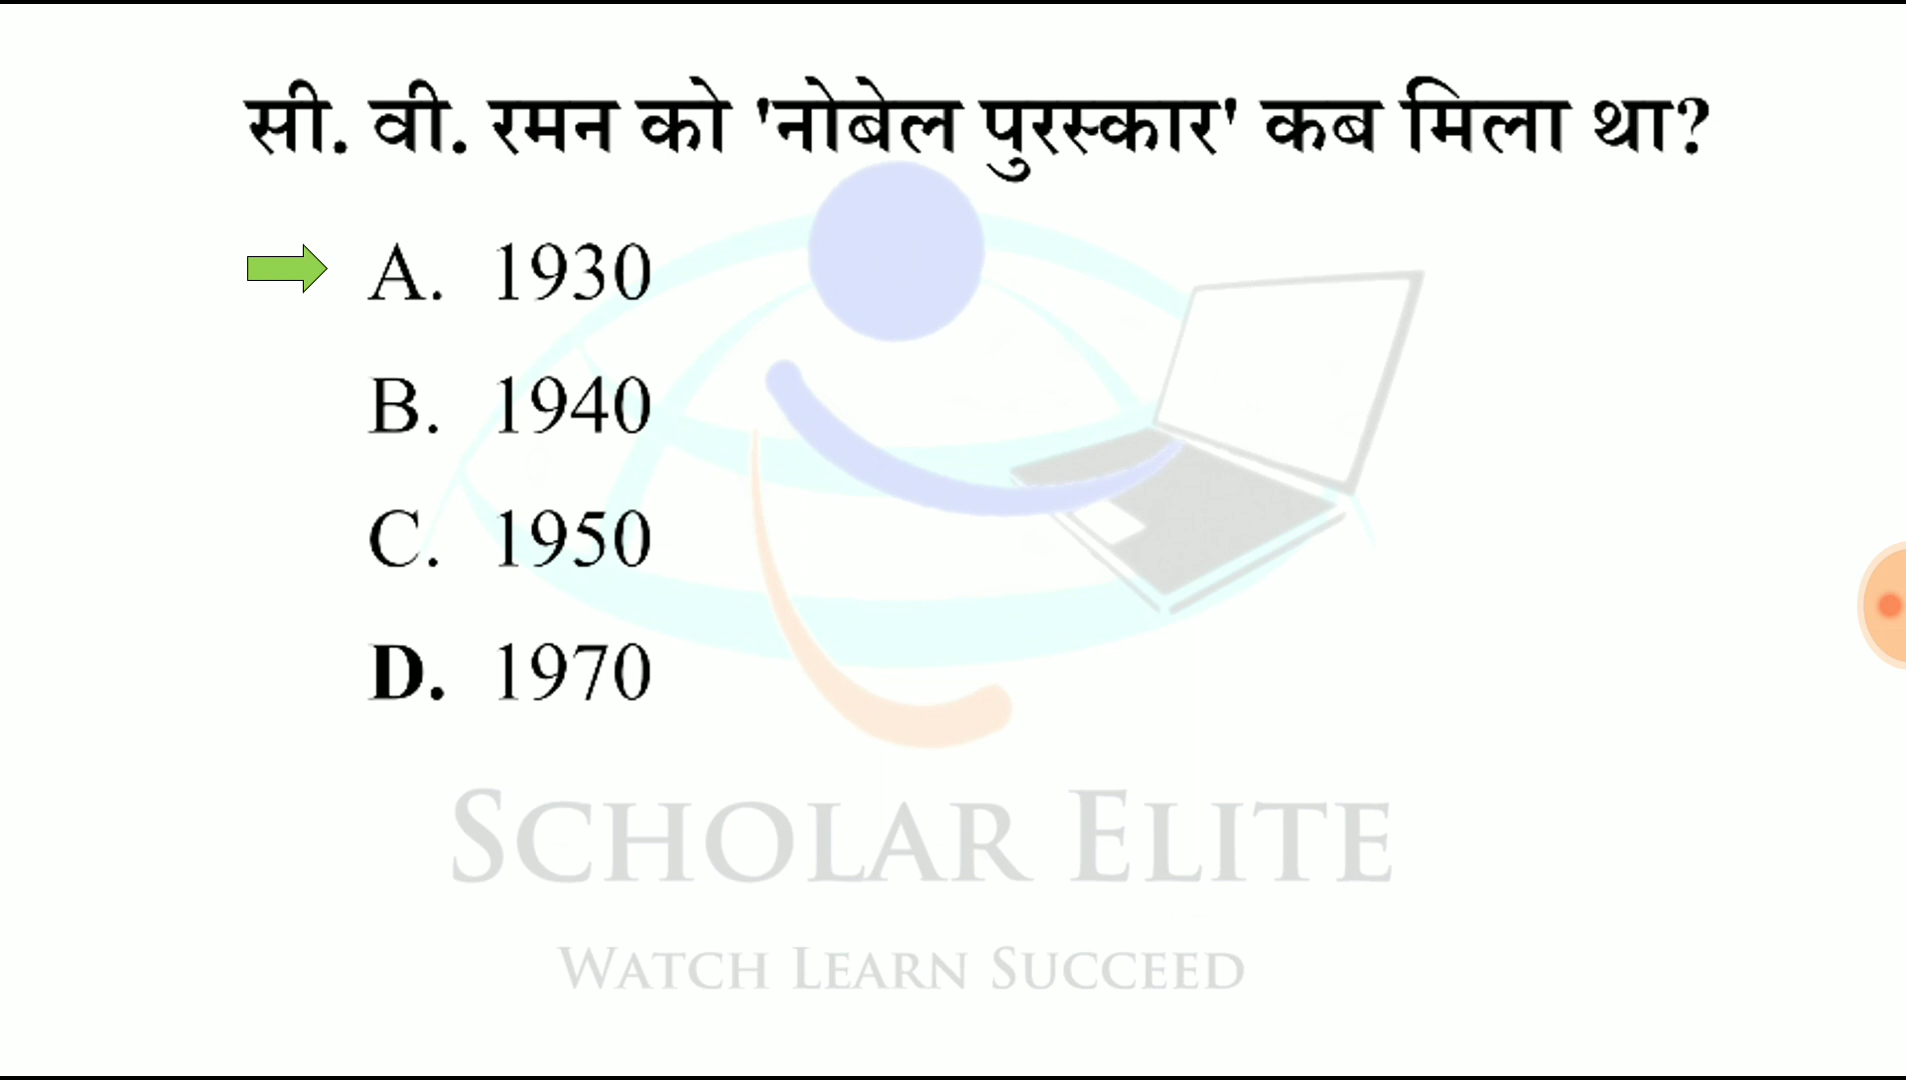 सी. वी. रमन को 'नोबेल पुरस्कार' कब मिला था?
A. 1930
B. 1940
C. 1950
D. 1970
SCHOLAR ELITE
WATCH LEARN SUCCEED